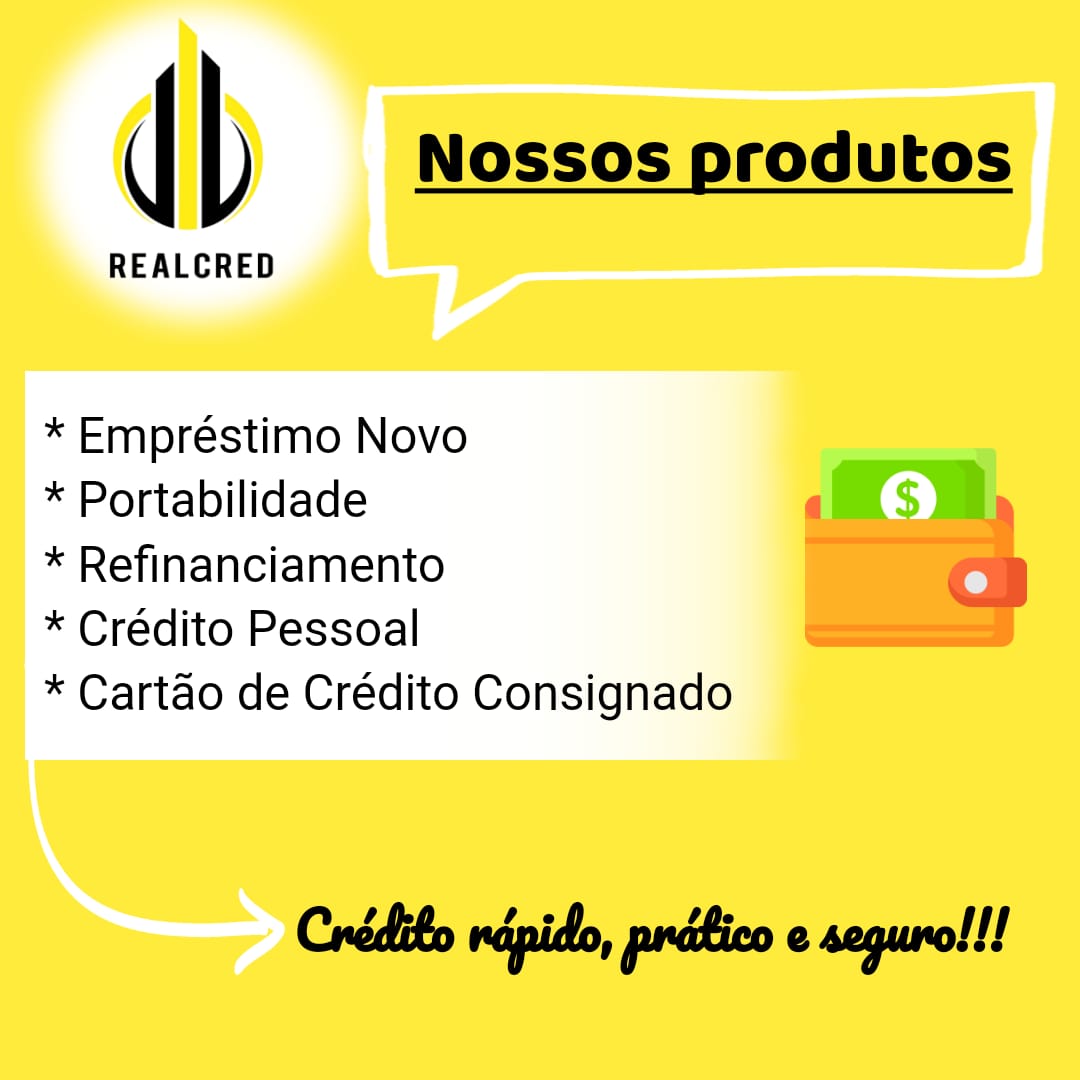 REALCRED
Nossos produtos
* Empréstimo Novo
* Portabilidade
* Refinanciamento
* Crédito Pessoal
* Cartão de Crédito Consignado
$
Crédito rápido, prático e seguro!!!